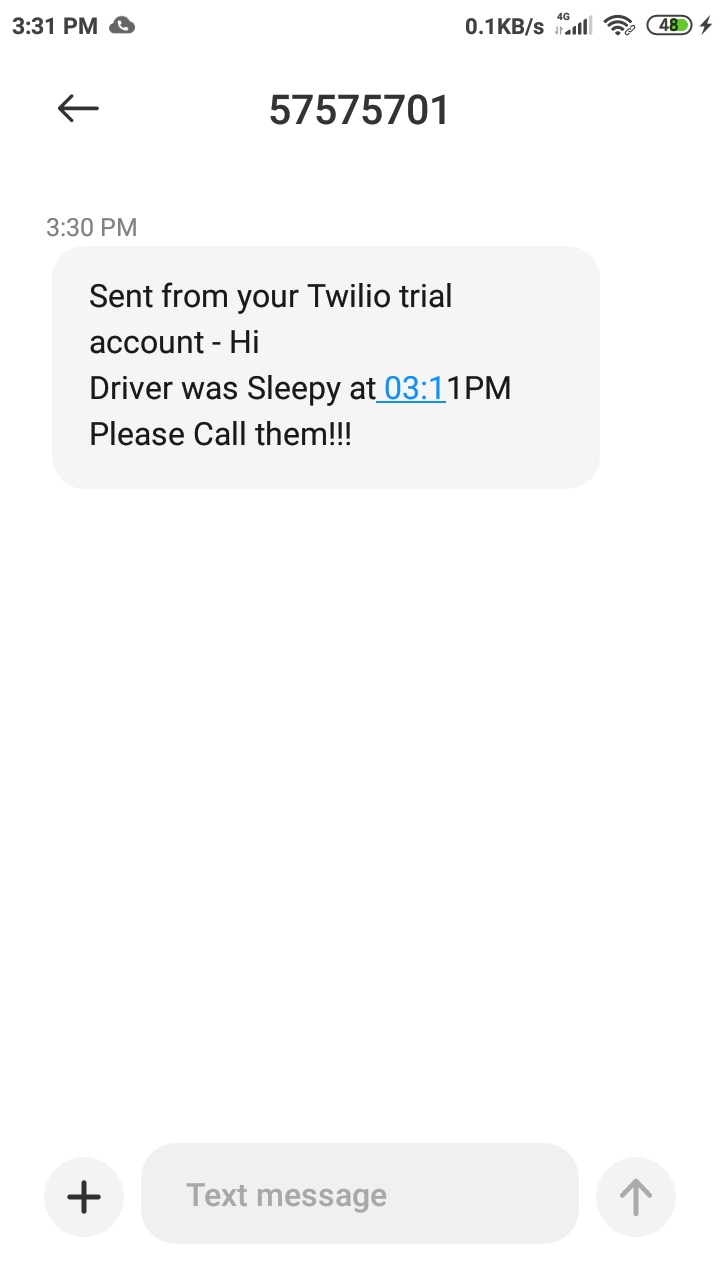 3:31 PM 0.1KB/s 4G 48
57575701
3:30 PM
Sent from your Twilio trial
account - Hi
Driver was Sleepy at 03:11PM
Please Call them!!!
Text message